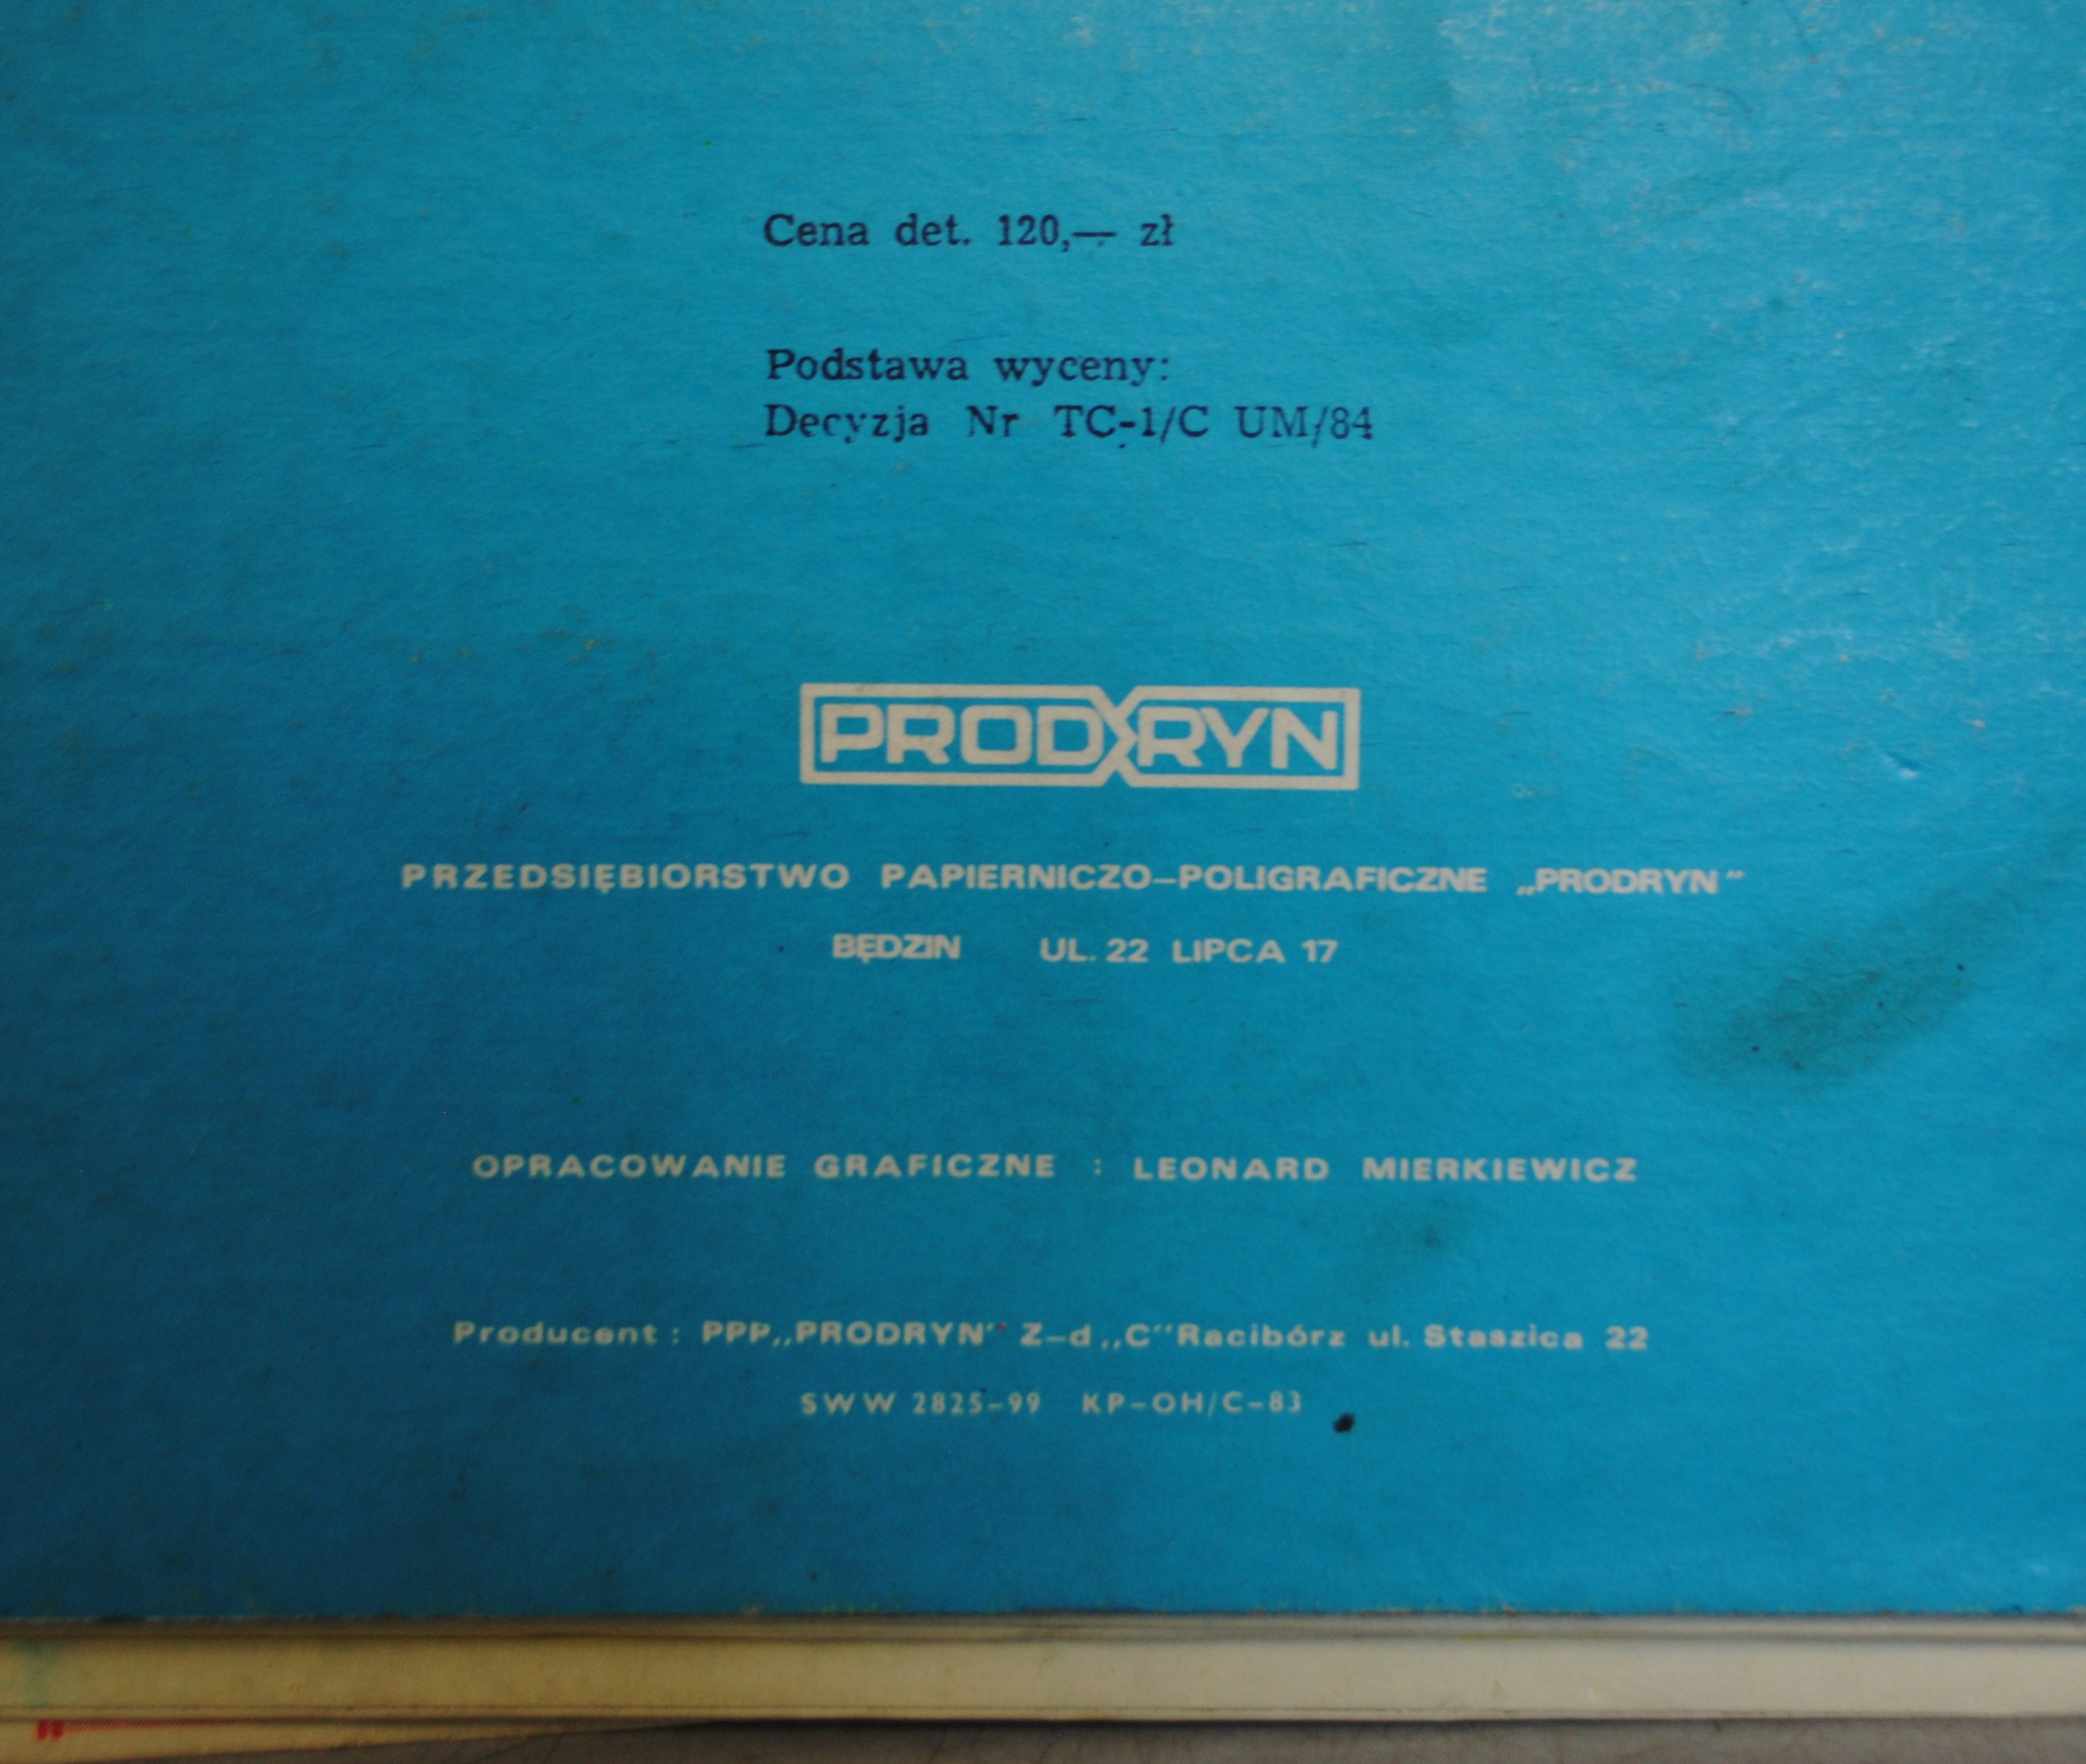 Cena det. 120,— zł
Podstawa wyceny:
Decyzja Nr TC-1/C UM/84
PRODRYN
PRZEDSIĘBIORSTWO PAPIERNICZO–POLIGRAFICZNE „PRODRYN”
BĘDZIN UL. 22 LIPCA 17
OPRACOWANIE GRAFICZNE : LEONARD MIERKIEWICZ
Producent : PPP„PRODRYN” Z–d „C” Racibórz ul. Staszica 22
SWW 2825–99 KP–OH/C–83